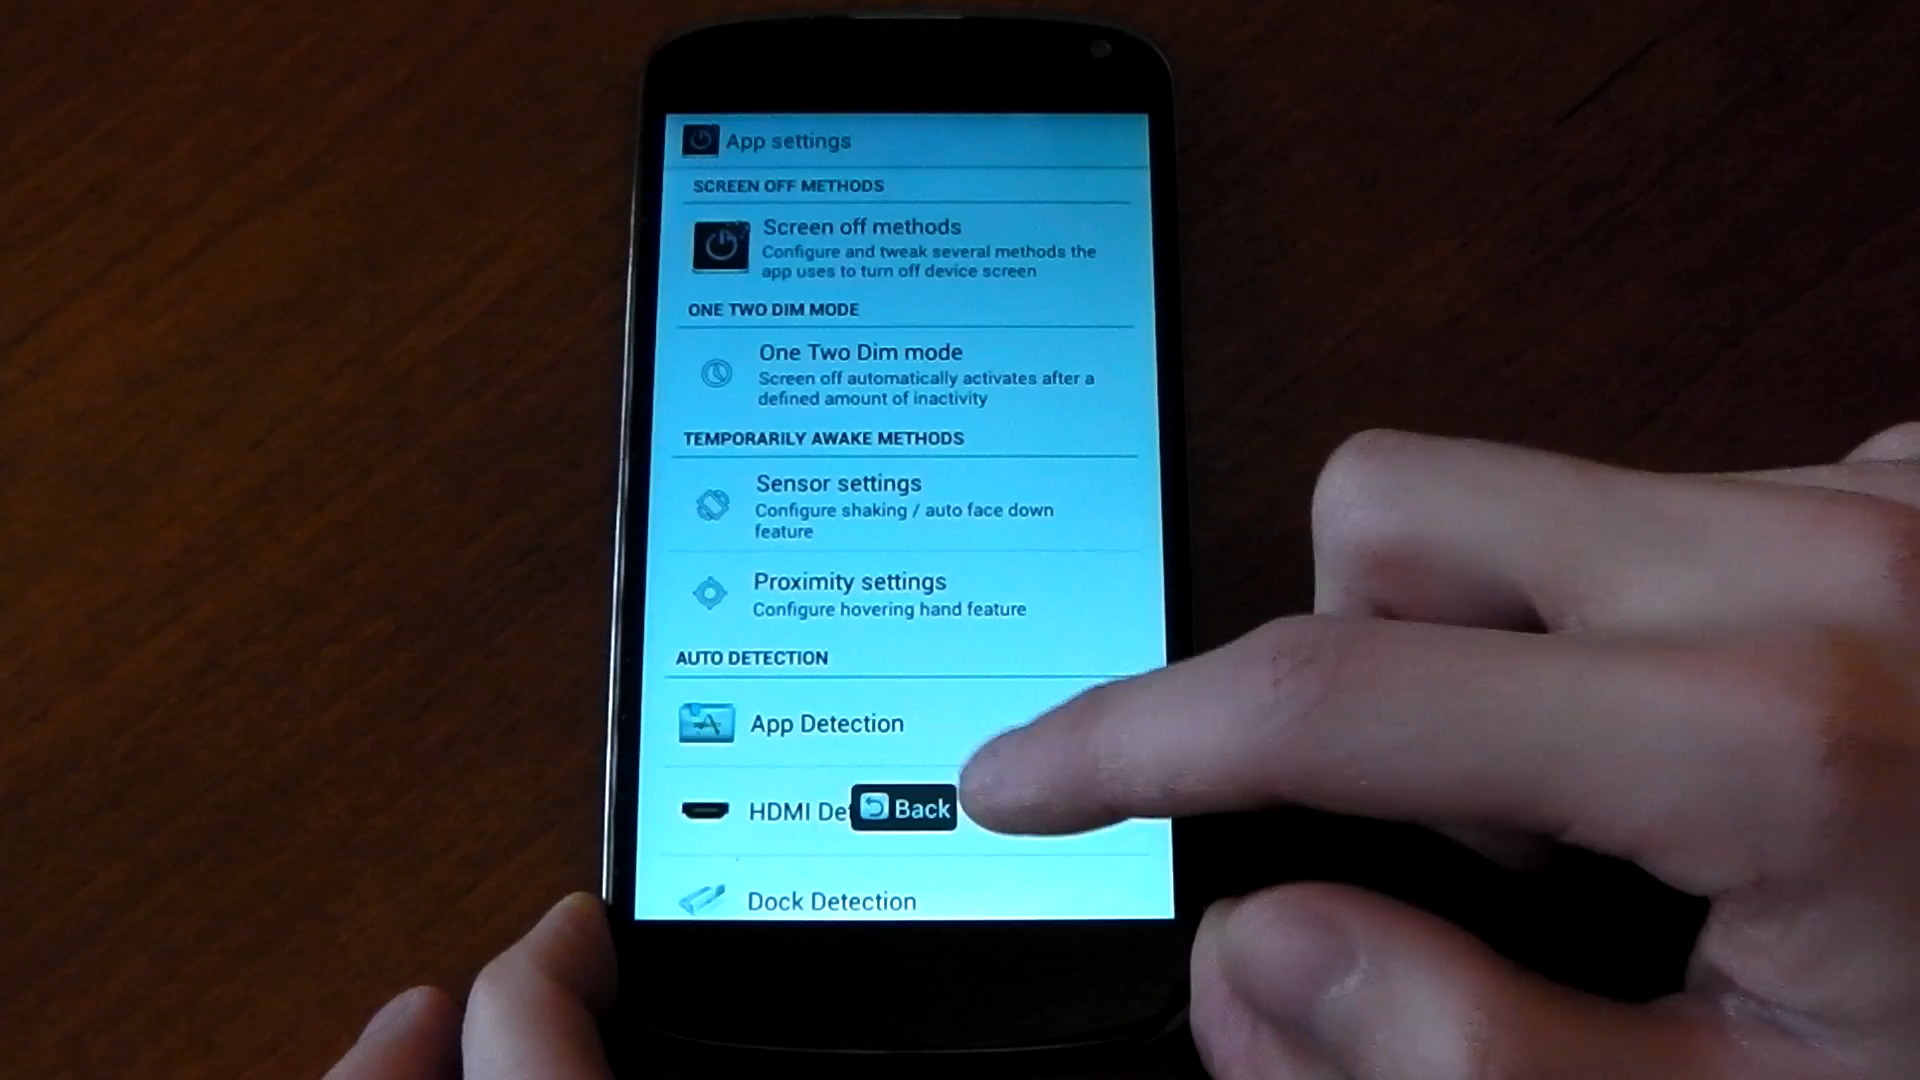 App settings
SCREEN OFF METHODS
Screen off methods
Configure and tweak several methods the
app uses to turn off device screen
ONE TWO DIM MODE
One Two Dim mode
Screen off automatically activates after a
defined amount of inactivity
TEMPORARILY AWAKE METHODS
Sensor settings
Configure shaking / auto face down
feature
Proximity settings
Configure hovering hand feature
AUTO DETECTION
App Detection
HDMI De
Back
Dock Detection